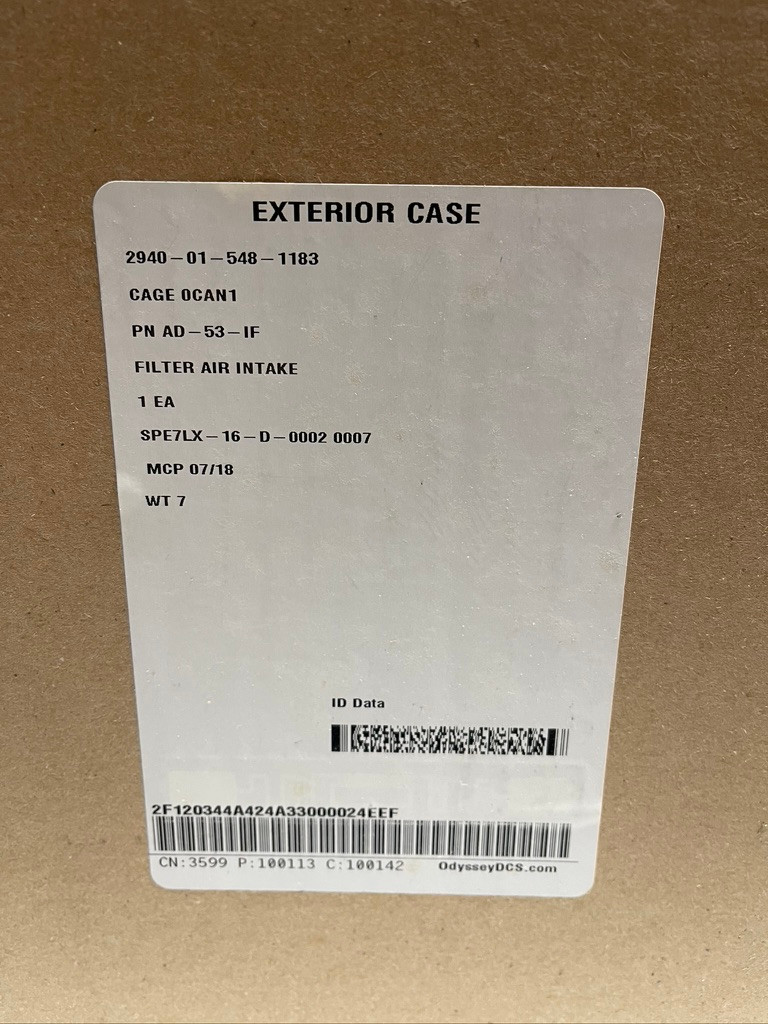 EXTERIOR CASE
2940-01-548-1183
CAGE 0CAN1
PN AD-53-IF
FILTER AIR INTAKE
1 EA
SPE7LX-16-D-0002 0007
MCP 07/18
WT 7
ID Data
2F120344A424A33000024EEF
CN:3599 P:100113 C:100142 OdysseyDCS.com